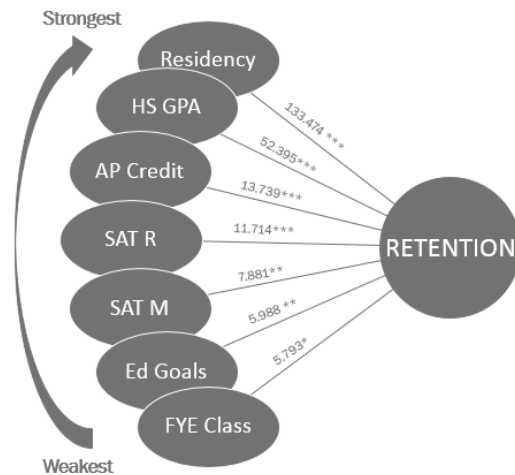 Strongest
Residency
133.474 ***
HS GPA
52.395***
AP Credit
13.739***
SAT R
11.714***
RETENTION
SAT M
7.881**
Ed Goals
5.988 **
FYE Class
5.793*
Weakest